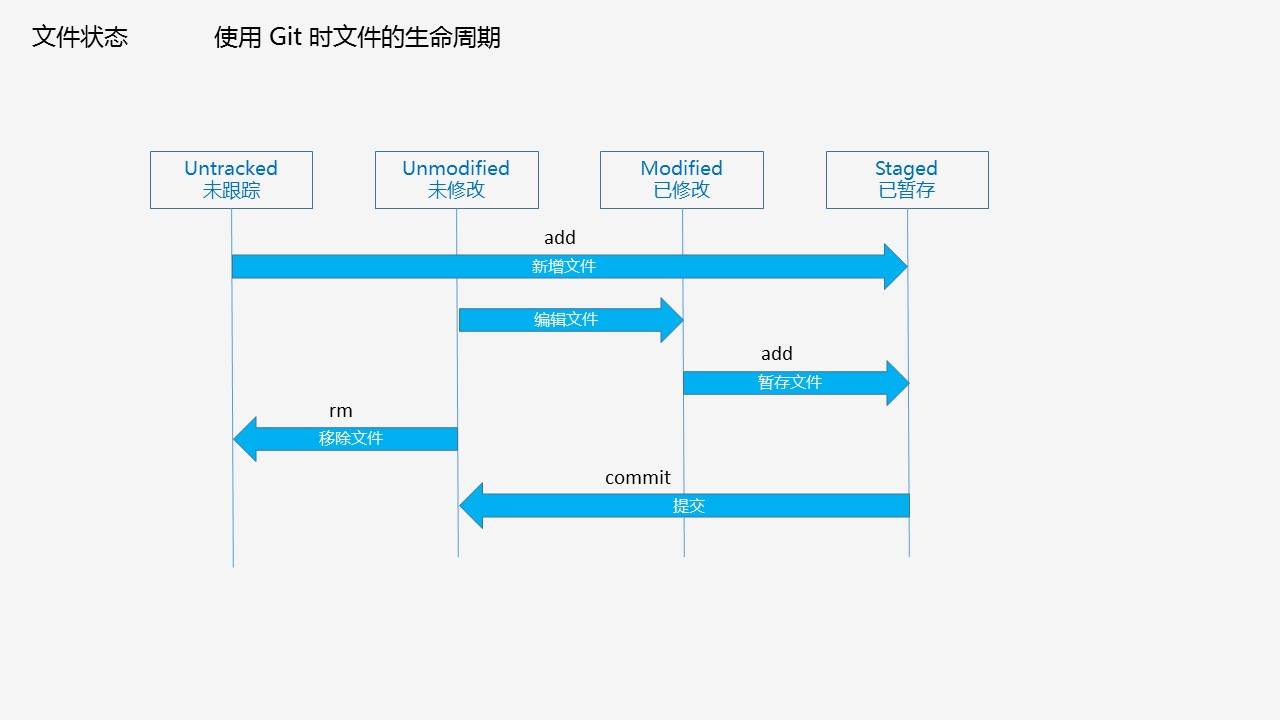 文件状态 使用 Git 时文件的生命周期
Untracked
未跟踪
Unmodified
未修改
Modified
已修改
Staged
已暂存
add
新增文件
编辑文件
add
暂存文件
rm
移除文件
commit
提交